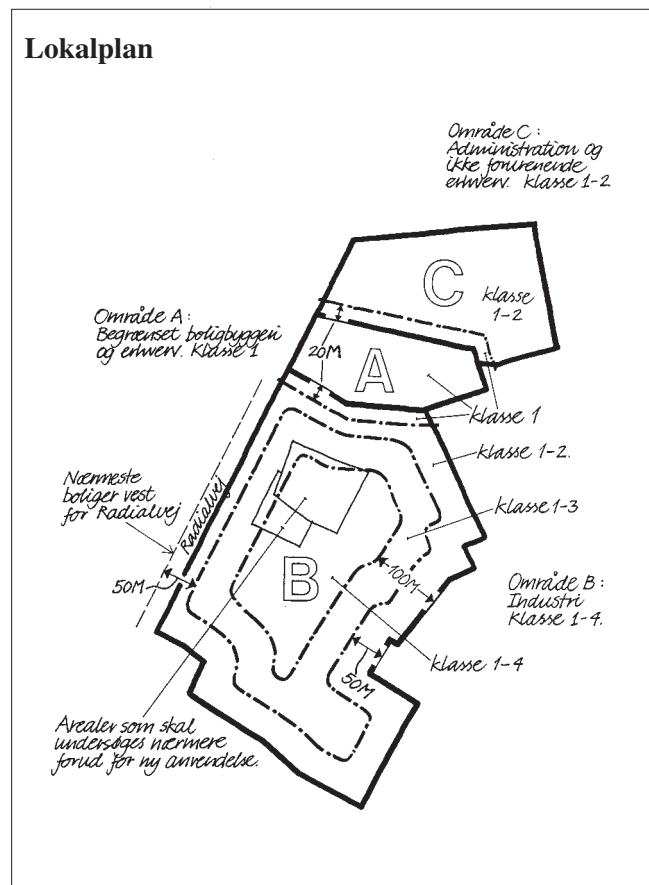 Lokalplan
Område C:
Administration og
ikke forurenende
erhverv. Klasse 1-2
C
klasse
1-2
Område A:
Begrænset boligbyggeri
og erhverv. Klasse 1
20M
A
klasse 1
klasse 1-2.
Nærmeste
boliger vest
for Radialvej
Radialvej
klasse 1-3
50M
B
100M
Område B:
Industri
Klasse 1-4.
klasse 1-4
50M
Arealer som skal
undersøges nærmere
forud for ny anvendelse.